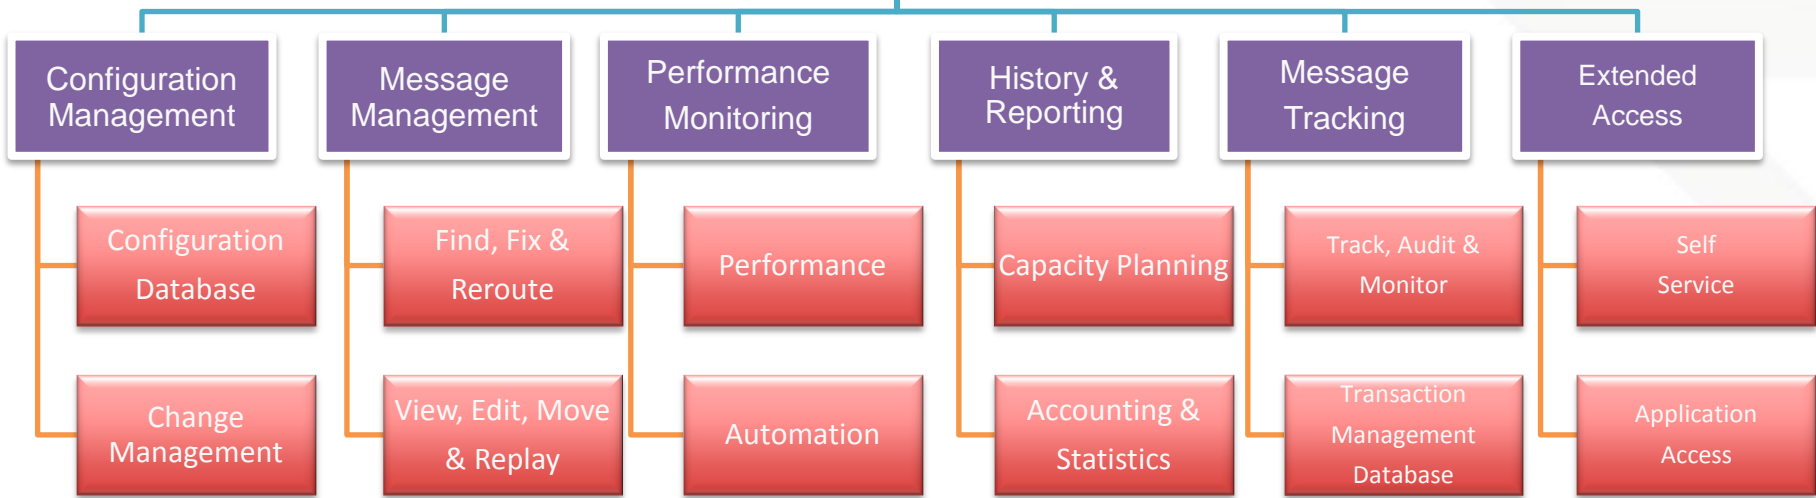 Configuration
Management
Message
Management
Performance
Monitoring
History &
Reporting
Message
Tracking
Extended
Access
Configuration
Database
Find, Fix &
Reroute
Performance
Capacity Planning
Track, Audit &
Monitor
Self
Service
Change
Management
View, Edit, Move
& Replay
Automation
Accounting &
Statistics
Transaction
Management
Database
Application
Access